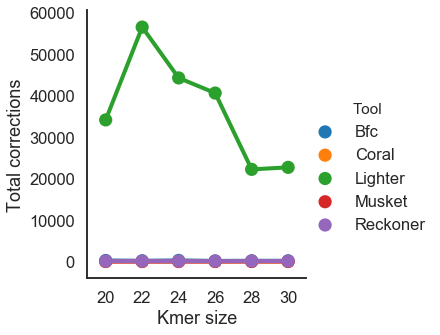 60000
50000
40000
30000
20000
10000
0
Total corrections
20 22 24 26 28 30
Kmer size
Tool
Bfc
Coral
Lighter
Musket
Reckoner